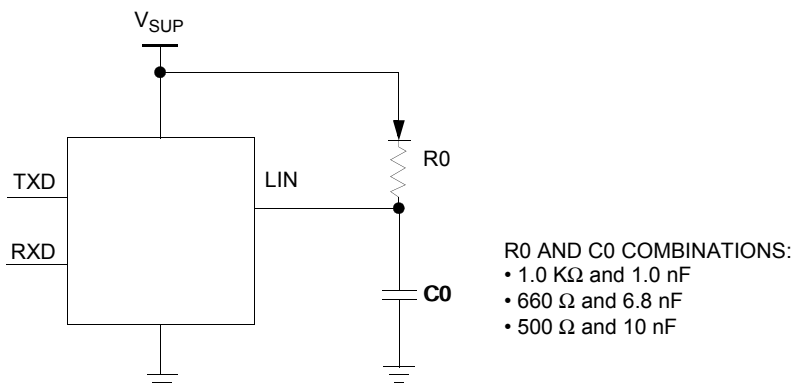 VSUP
TXD
LIN
R0
RXD
C0
R0 AND C0 COMBINATIONS:
• 1.0 KΩ and 1.0 nF
• 660 Ω and 6.8 nF
• 500 Ω and 10 nF